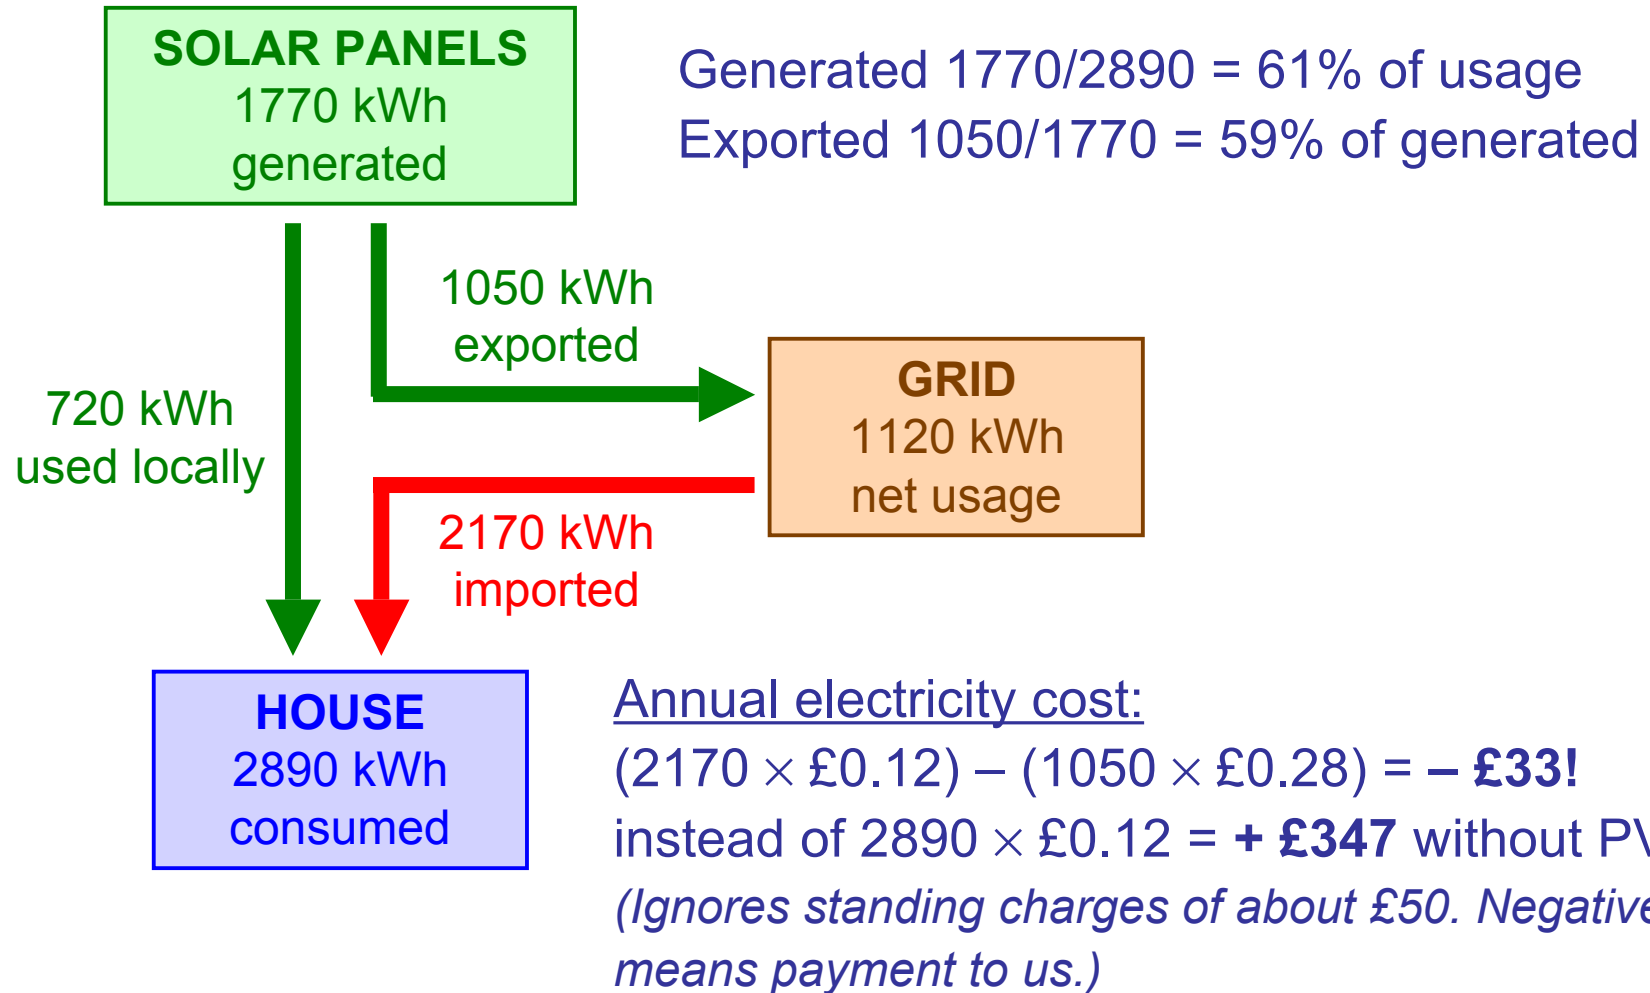 SOLAR PANELS
1770 kWh
generated
Generated 1770/2890 = 61% of usage
Exported 1050/1770 = 59% of generated
1050 kWh
exported
720 kWh
used locally
GRID
1120 kWh
net usage
2170 kWh
imported
HOUSE
2890 kWh
consumed
Annual electricity cost:
(2170 × £0.12) – (1050 × £0.28) = – £33!
instead of 2890 × £0.12 = + £347 without PV
(Ignores standing charges of about £50. Negative
means payment to us.)